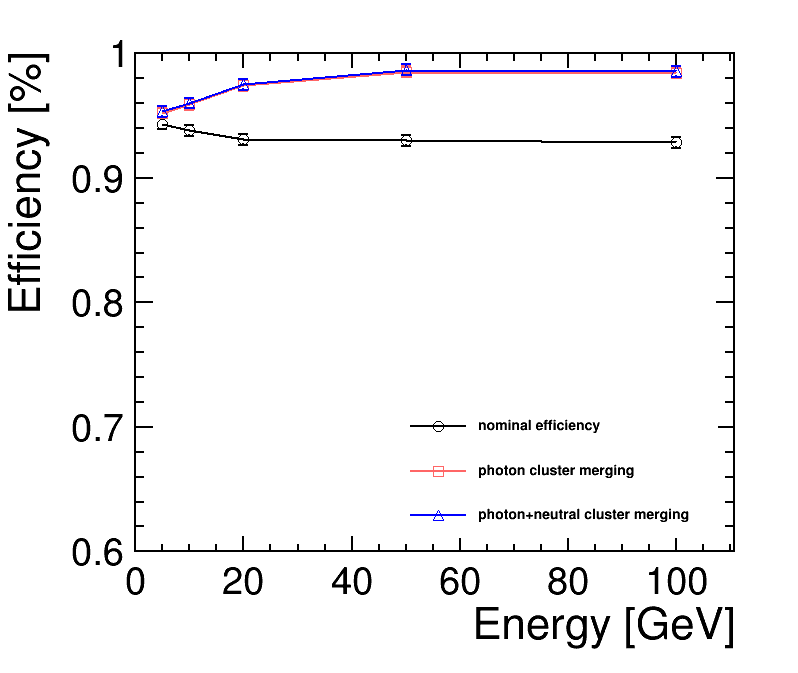 Efficiency [%]
1
0.9
0.8
0.7
0.6
nominal efficiency
photon cluster merging
photon+neutral cluster merging
0 20 40 60 80 100
Energy [GeV]